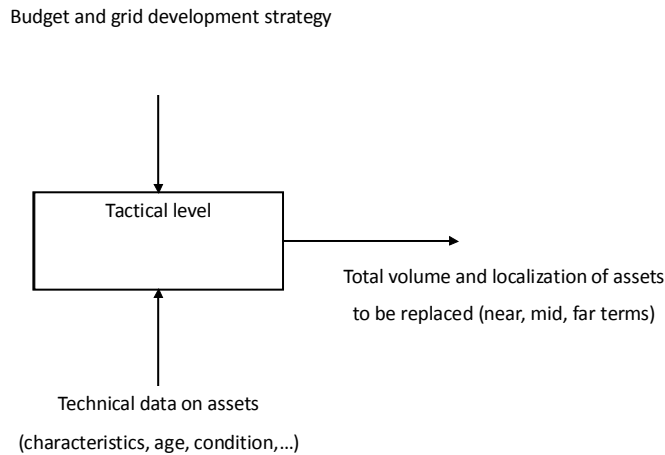 Budget and grid development strategy
Tactical level
Total volume and localization of assets
to be replaced (near, mid, far terms)
Technical data on assets
(characteristics, age, condition,...)